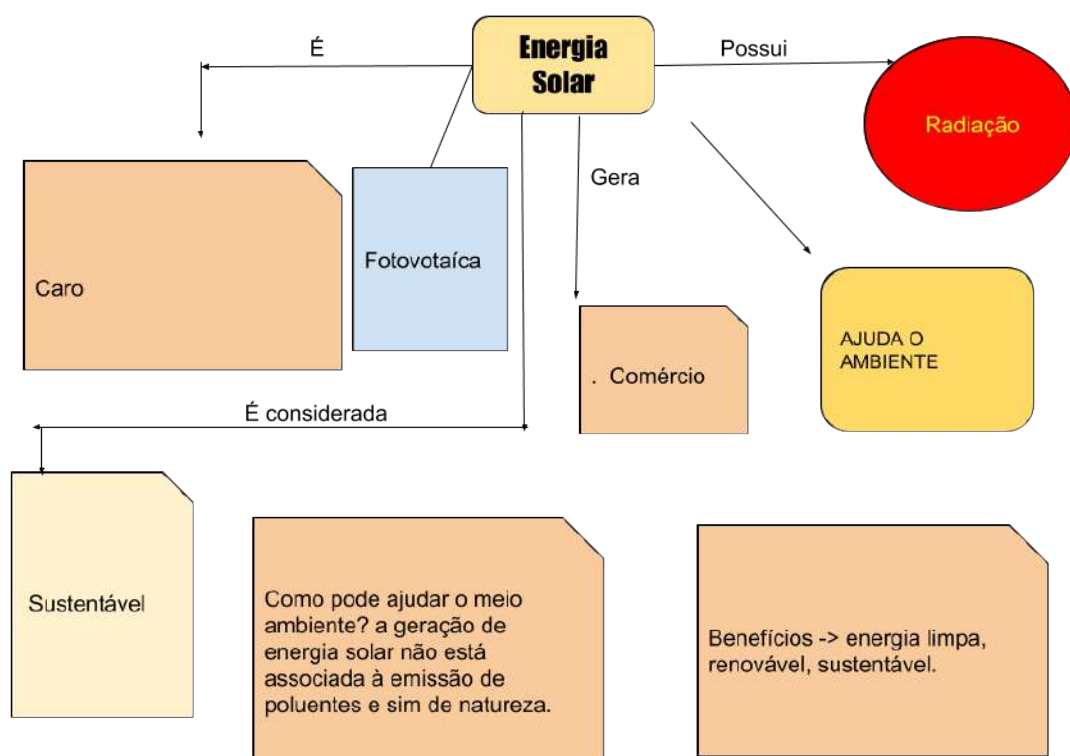 Energia
Solar
É
Possui
Radiação
Caro
Fotovotaíca
Gera
. Comércio
AJUDA O
AMBIENTE
É considerada
Sustentável
Como pode ajudar o meio
ambiente? a geração de
energia solar não está
associada à emissão de
poluentes e sim de natureza.
Benefícios -> energia limpa,
renovável, sustentável.